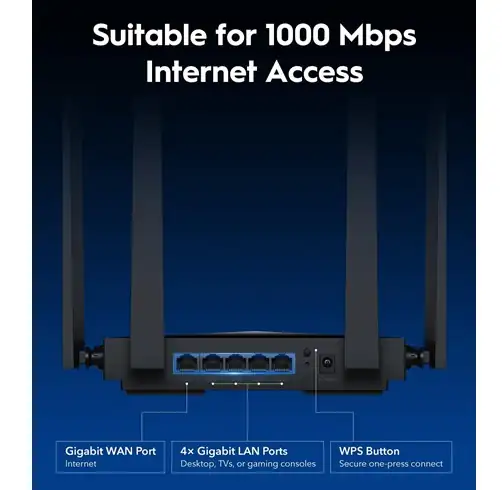 Suitable for 1000 Mbps
Internet Access
Gigabit WAN Port
Internet
4× Gigabit LAN Ports
Desktop, TVs, or gaming consoles
WPS Button
Secure one-press connect